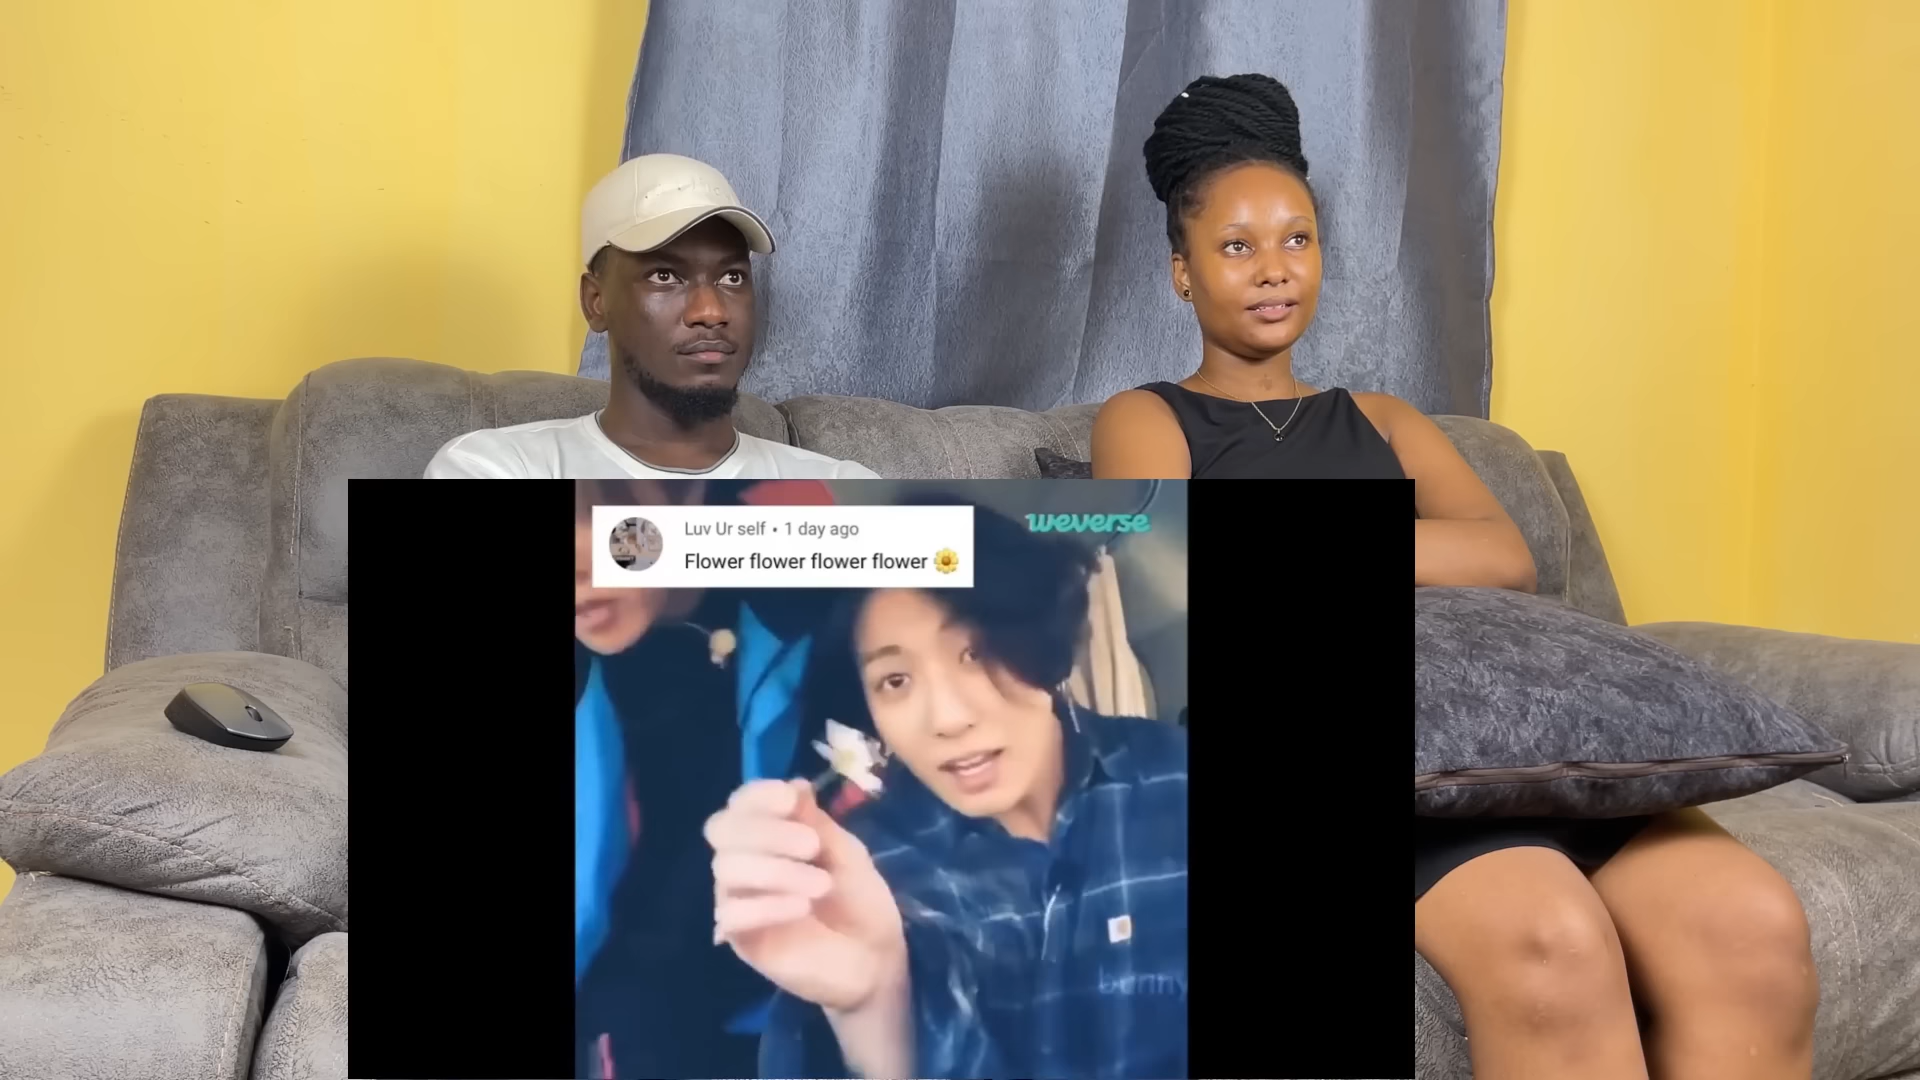 Luv Ur self • 1 day ago
Flower flower flower flower 🌼
weverse
bunny